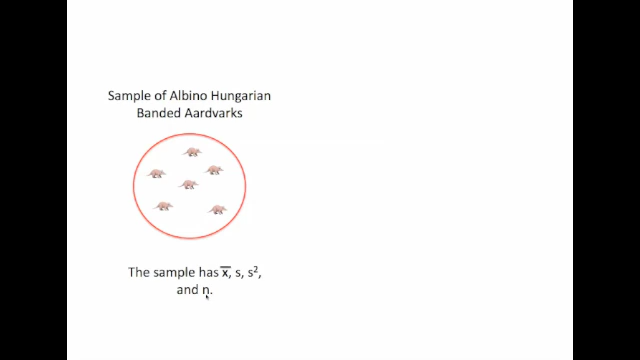 Sample of Albino Hungarian
Banded Aardvarks
The sample has x̅, s, s²,
and n.